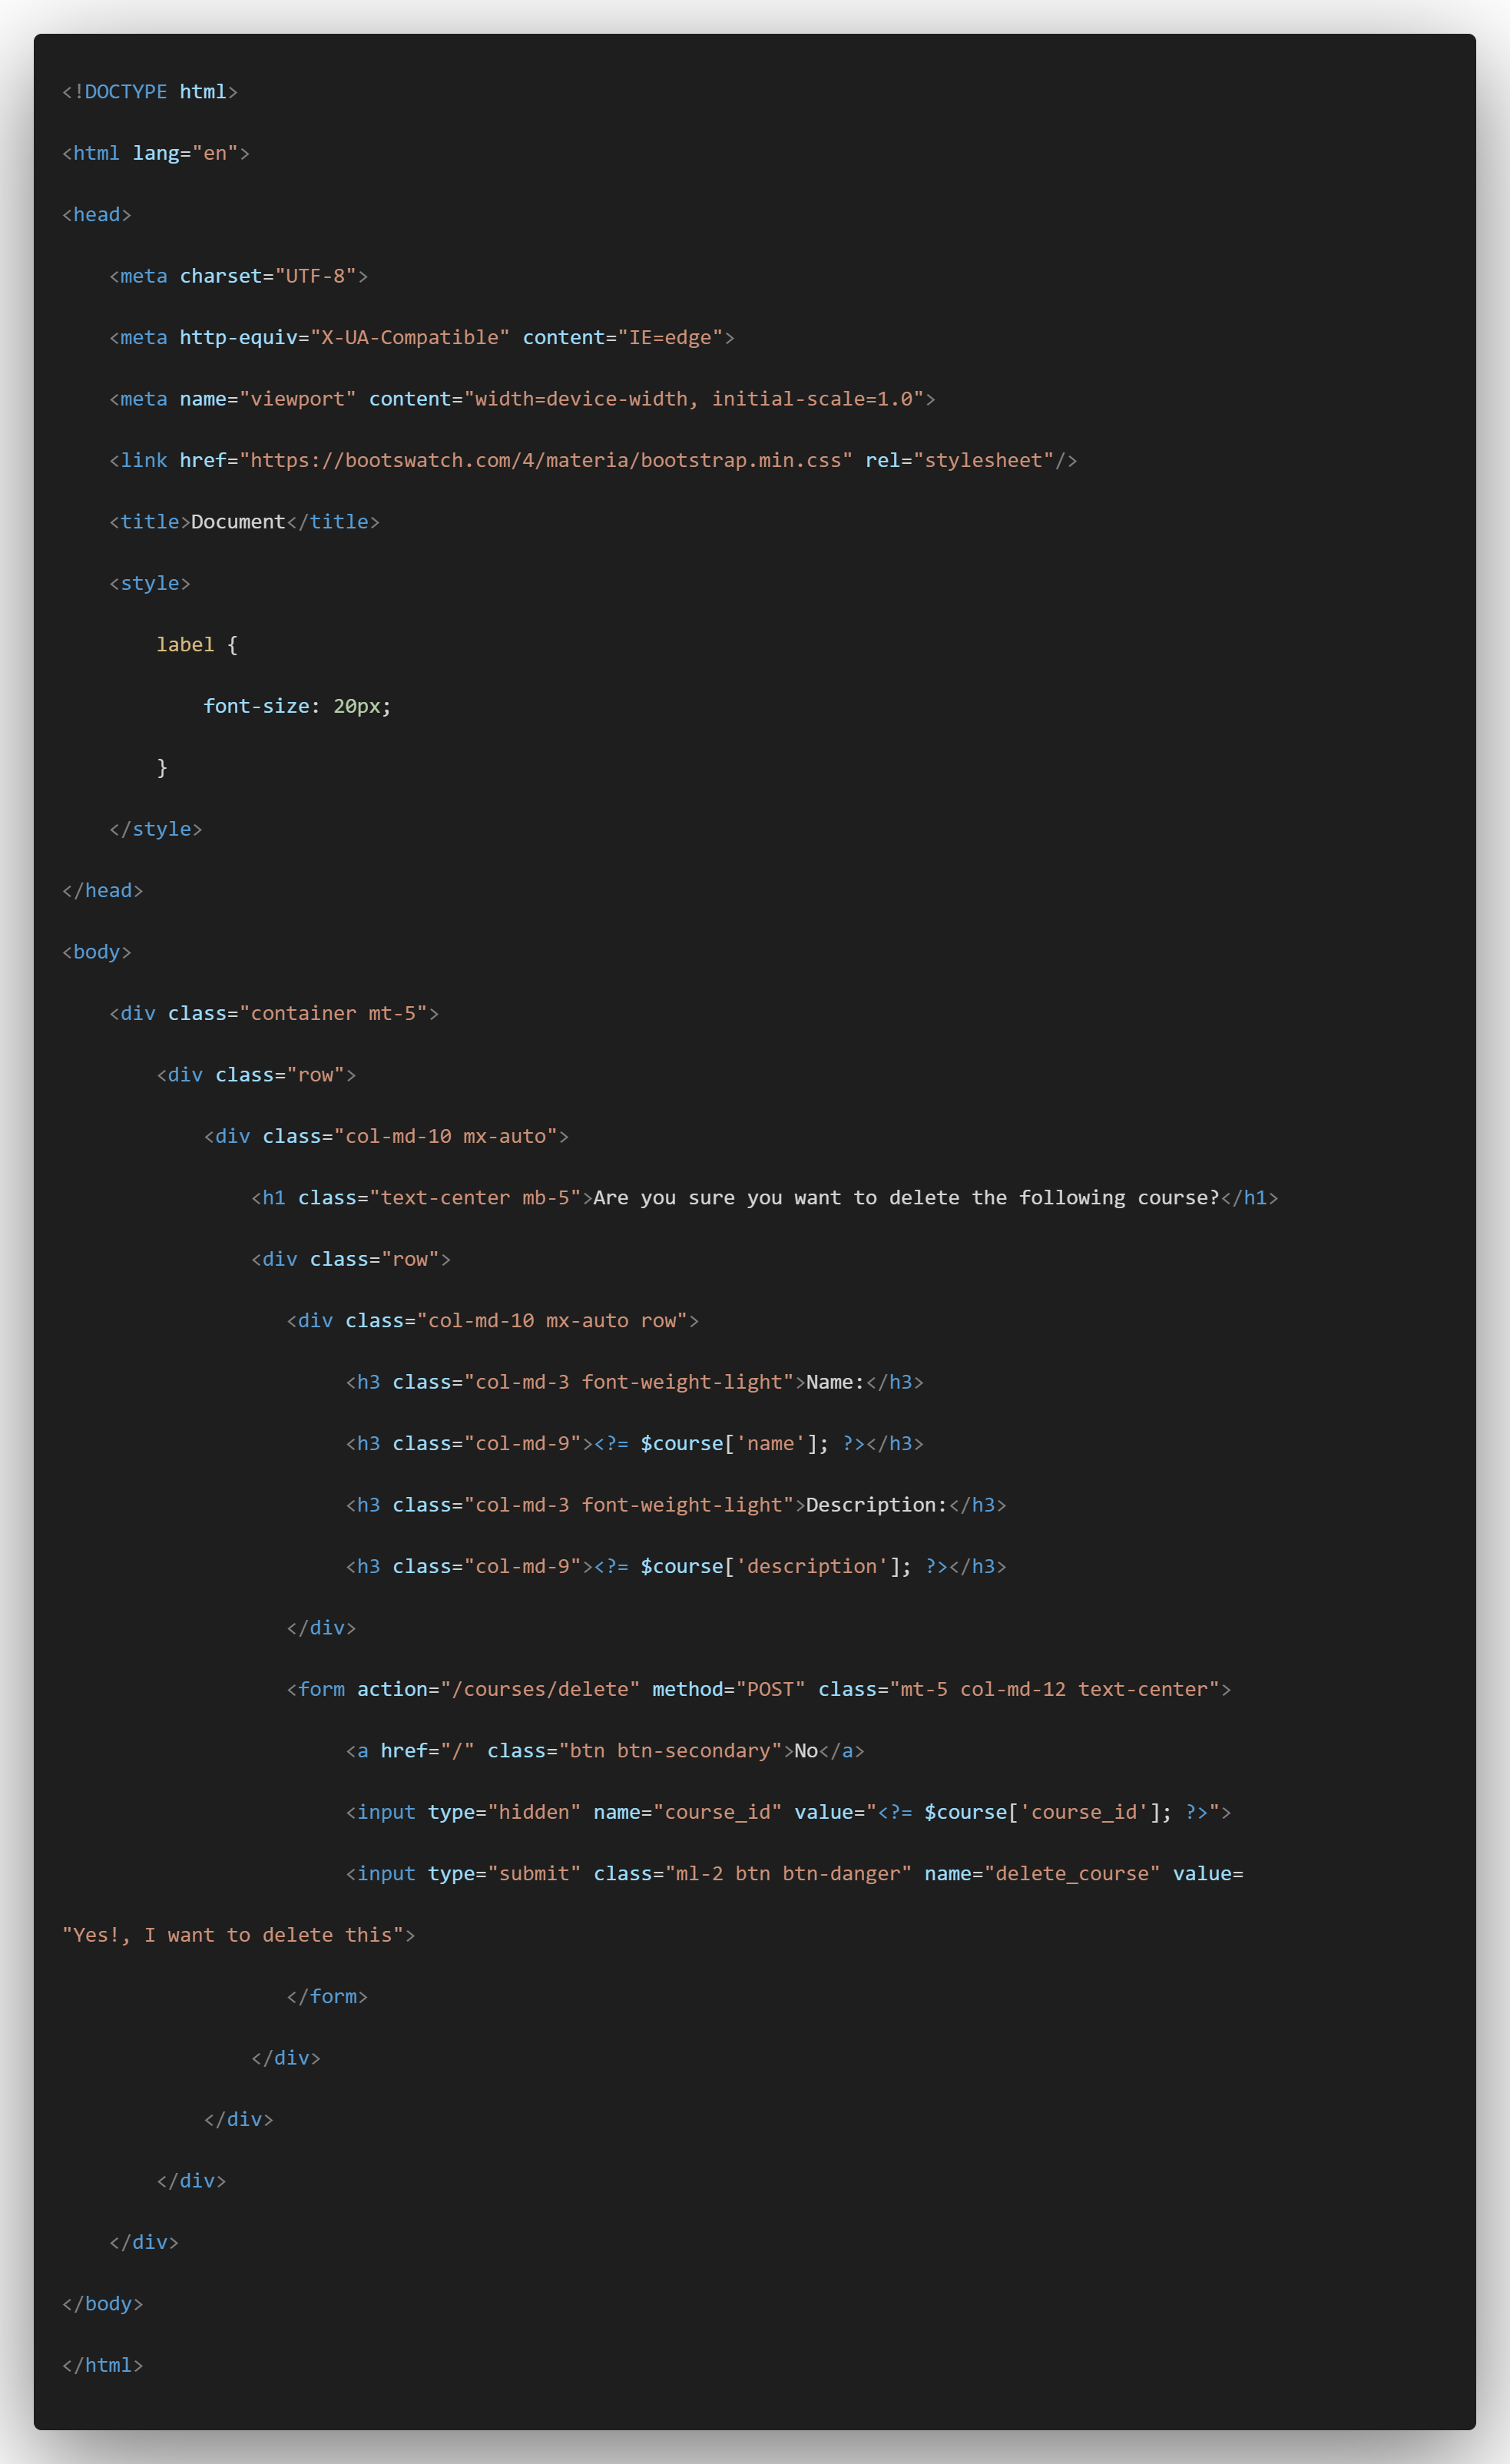 <!DOCTYPE html>
<html lang="en">
<head>
    <meta charset="UTF-8">
    <meta http-equiv="X-UA-Compatible" content="IE=edge">
    <meta name="viewport" content="width=device-width, initial-scale=1.0">
    <link href="https://bootswatch.com/4/materia/bootstrap.min.css" rel="stylesheet"/>
    <title>Document</title>
    <style>
        label {
            font-size: 20px;
        }
    </style>
</head>
<body>
    <div class="container mt-5">
        <div class="row">
            <div class="col-md-10 mx-auto">
                <h1 class="text-center mb-5">Are you sure you want to delete the following course?</h1>
                <div class="row">
                   <div class="col-md-10 mx-auto row">
                        <h3 class="col-md-3 font-weight-light">Name:</h3>
                        <h3 class="col-md-9"><?= $course['name']; ?></h3>
                        <h3 class="col-md-3 font-weight-light">Description:</h3>
                        <h3 class="col-md-9"><?= $course['description']; ?></h3>
                   </div>
                   <form action="/courses/delete" method="POST" class="mt-5 col-md-12 text-center">
                        <a href="/" class="btn btn-secondary">No</a>
                        <input type="hidden" name="course_id" value="<?= $course['course_id']; ?>">
                        <input type="submit" class="ml-2 btn btn-danger" name="delete_course" value=
"Yes!, I want to delete this">
                   </form>
                </div>
            </div>
        </div>
    </div>
</body>
</html>